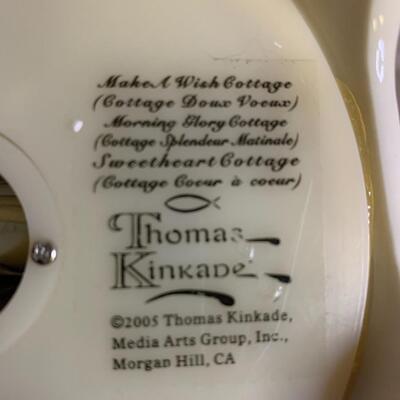 Make A Wish Cottage
(Cottage Doux Voeux)
Morning Glory Cottage
(Cottage Splendeur Matinale)
Sweetheart Cottage
(Cottage Coeur à coeur)
Thomas
Kinkade
©2005 Thomas Kinkade,
Media Arts Group, Inc.,
Morgan Hill, CA